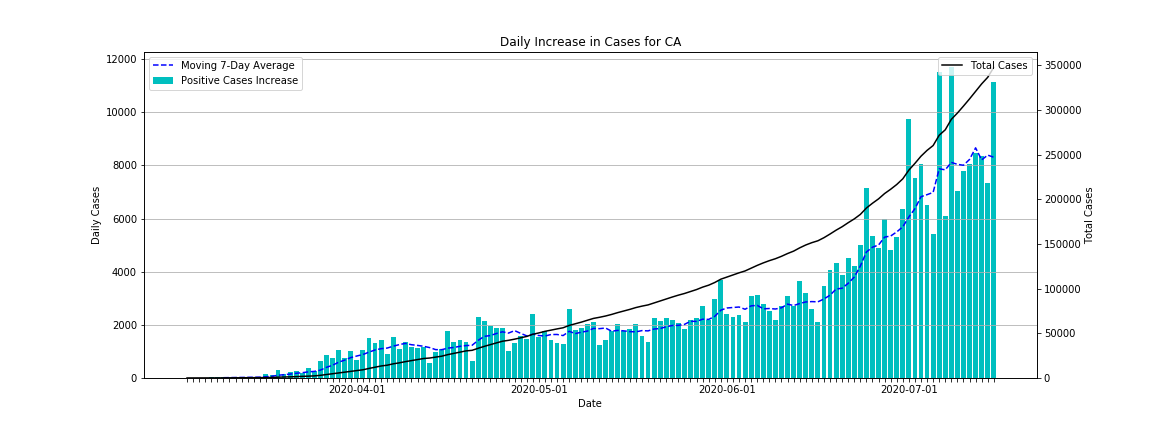 Daily Increase in Cases for CA
Moving 7-Day Average
Positive Cases Increase
Total Cases
12000
10000
8000
6000
4000
2000
0
Daily Cases
350000
300000
250000
200000
150000
100000
50000
0
Total Cases
2020-04-01
2020-05-01
2020-06-01
2020-07-01
Date